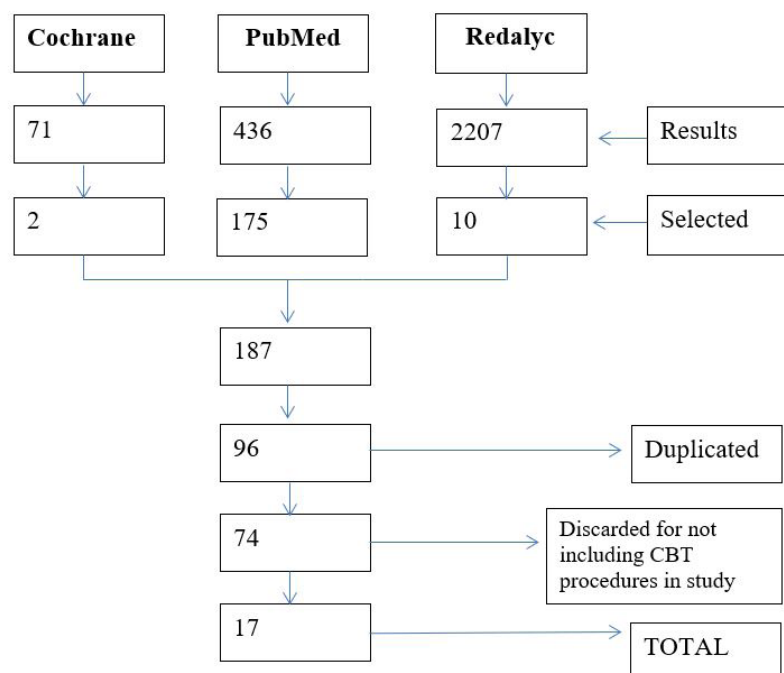 Cochrane
PubMed
Redalyc
71
436
2207
Results
2
175
10
Selected
187
96
Duplicated
74
Discarded for not
including CBT
procedures in study
17
TOTAL